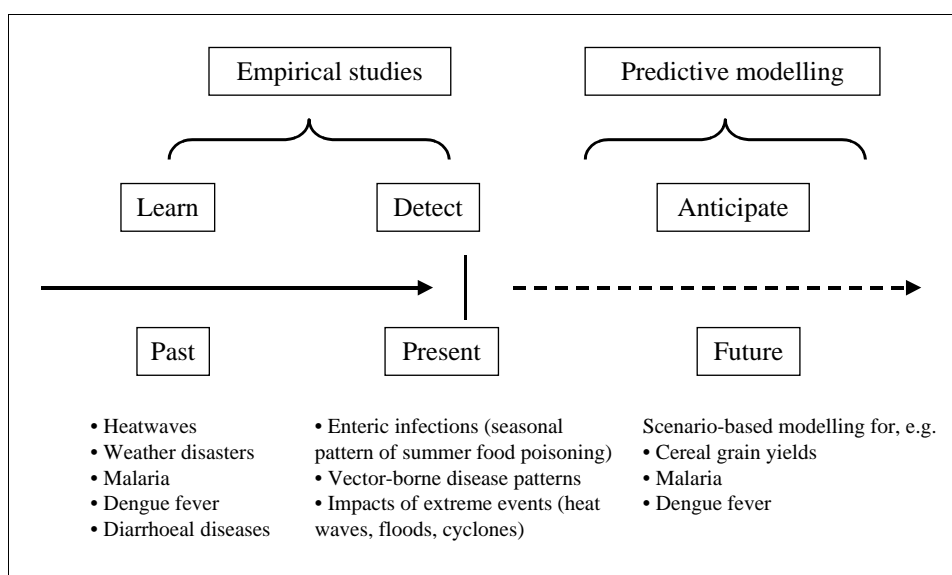 Empirical studies
Predictive modelling
Learn
Detect
Anticipate
Past
Present
Future
• Heatwaves
• Weather disasters
• Malaria
• Dengue fever
• Diarrhoeal diseases
• Enteric infections (seasonal
pattern of summer food poisoning)
• Vector-borne disease patterns
• Impacts of extreme events (heat
waves, floods, cyclones)
Scenario-based modelling for, e.g.
• Cereal grain yields
• Malaria
• Dengue fever